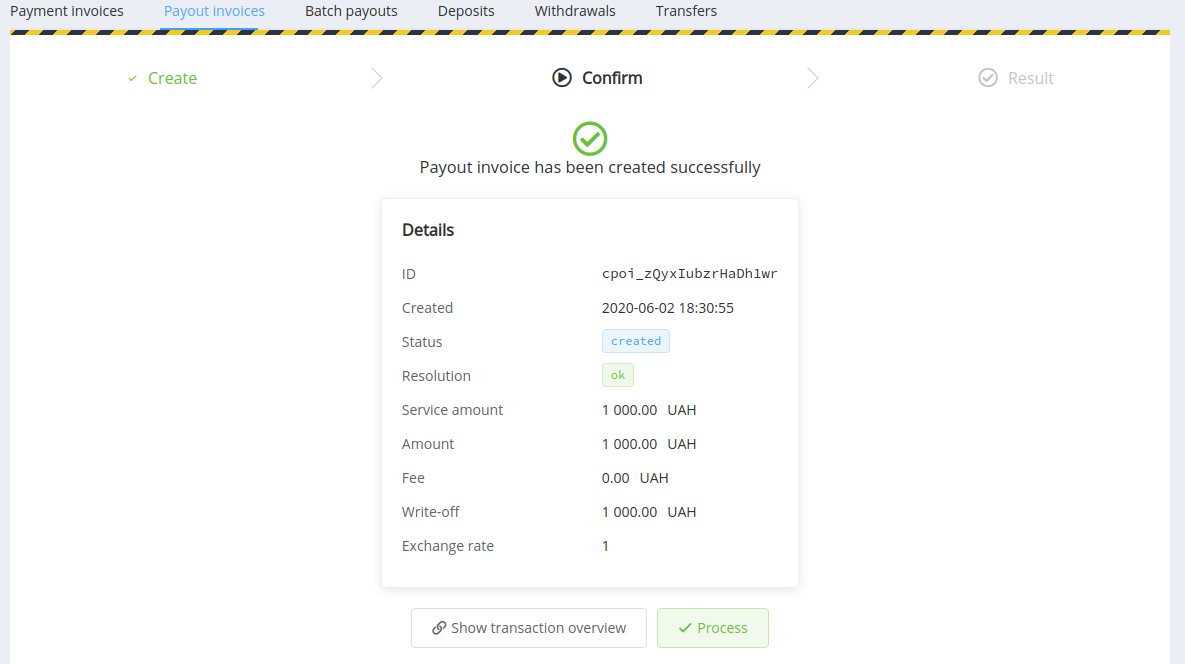 Payment invoices Payout invoices Batch payouts Deposits Withdrawals Transfers
Create Confirm Result
Payout invoice has been created successfully
Details
ID cpoi_zQyxIubzrHaDh1wr
Created 2020-06-02 18:30:55
Status created
Resolution ok
Service amount 1 000.00 UAH
Amount 1 000.00 UAH
Fee 0.00 UAH
Write-off 1 000.00 UAH
Exchange rate 1
Show transaction overview Process